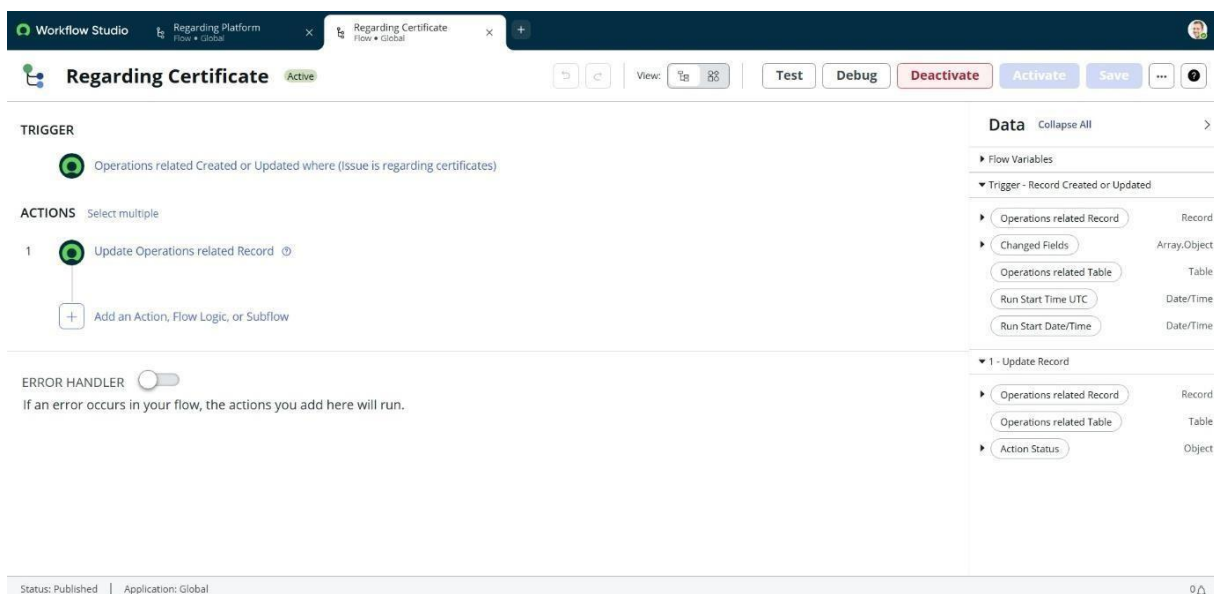 Workflow Studio
Regarding Platform
Flow • Global
Regarding Certificate
Flow • Global
Regarding Certificate Active
View:
Test
Debug
Deactivate
Activate
Save
TRIGGER
Operations related Created or Updated where (Issue is regarding certificates)
ACTIONS Select multiple
1 Update Operations related Record
Add an Action, Flow Logic, or Subflow
ERROR HANDLER
If an error occurs in your flow, the actions you add here will run.
Data Collapse All
Flow Variables
Trigger - Record Created or Updated
Operations related Record Record
Changed Fields Array.Object
Operations related Table Table
Run Start Time UTC Date/Time
Run Start Date/Time Date/Time
1 - Update Record
Operations related Record Record
Operations related Table Table
Action Status Object
Status: Published | Application: Global
0